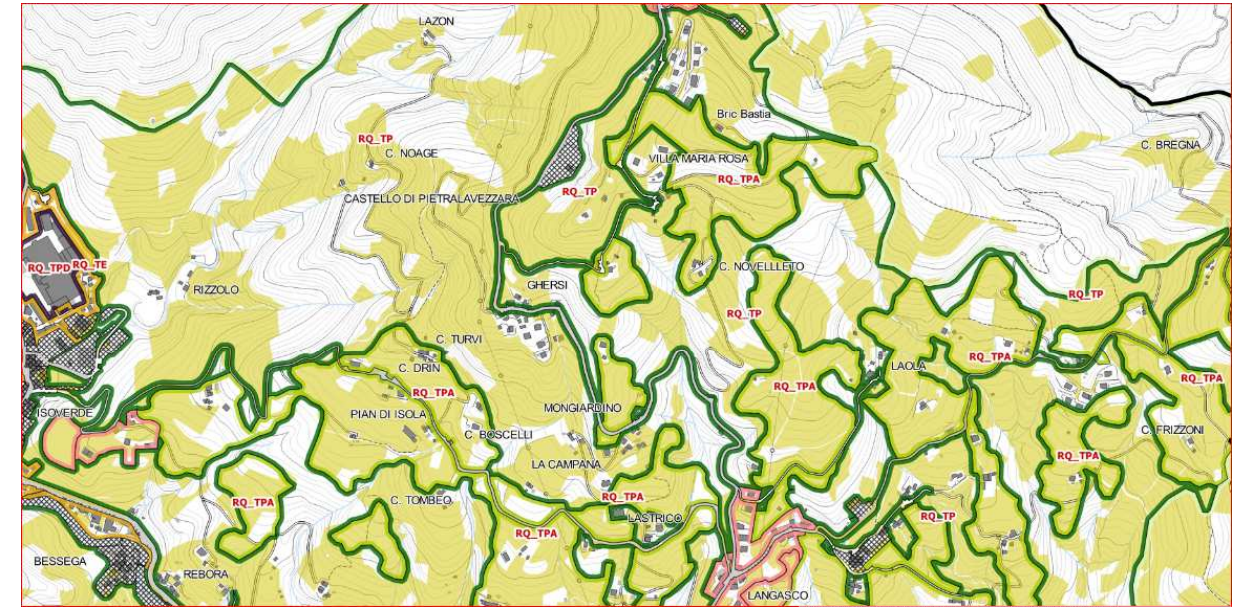 LAZON
Bric Bastia
RQ_TP
C. NOAGE
C. BREGNA
VILLA MARIA ROSA
RQ_TPA
RQ_TP
CASTELLO DI PIETRALAVEZZARA
RQ_TPD
RQ_TE
C. NOVELLLETO
RIZZOLO
GHERSI
RQ_TP
RQ_TP
C. TURVI
C. DRIN
RQ_TPA
LAOLA
RQ_TPA
RQ_TPA
RQ_TPA
ISOVERDE
PIAN DI ISOLA
MONGIARDINO
C. BOSCELLI
C. FRIZZONI
RQ_TPA
LA CAMPANA
RQ_TPA
C. TOMBEO
RQ_TPA
LASTRICO
RQ_TP
RQ_TPA
BESSEGA
REBORA
LANGASCO